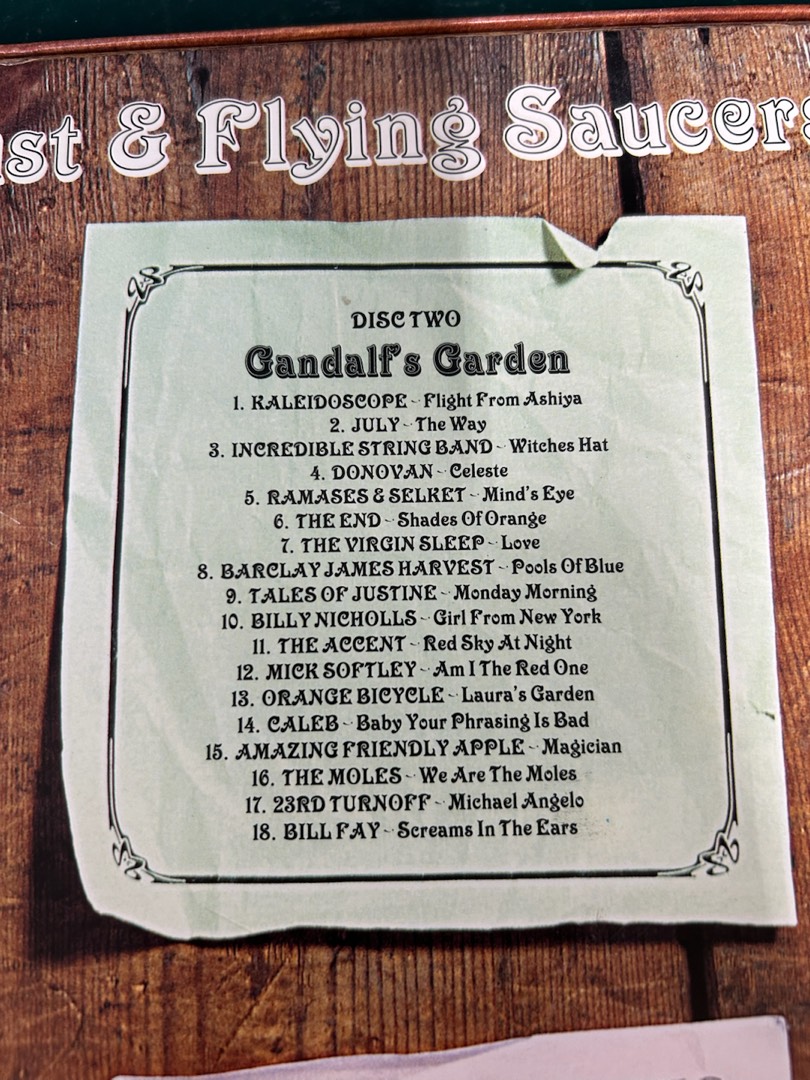 & Flying Saucers
DISC TWO
Gandalf's Garden
1. KALEIDOSCOPE ~ Flight From Ashiya
2. JULY ~ The Way
3. INCREDIBLE STRING BAND ~ Witches Hat
4. DONOVAN ~ Celeste
5. RAMASES & SELKET ~ Mind's Eye
6. THE END ~ Shades Of Orange
7. THE VIRGIN SLEEP ~ Love
8. BARCLAY JAMES HARVEST ~ Pools Of Blue
9. TALES OF JUSTINE ~ Monday Morning
10. BILLY NICHOLLS ~ Girl From New York
11. THE ACCENT ~ Red Sky At Night
12. MICK SOFTLEY ~ Am I The Red One
13. ORANGE BICYCLE ~ Laura's Garden
14. CALEB ~ Baby Your Phrasing Is Bad
15. AMAZING FRIENDLY APPLE ~ Magician
16. THE MOLES ~ We Are The Moles
17. 23RD TURNOFF ~ Michael Angelo
18. BILL FAY ~ Screams In The Ears